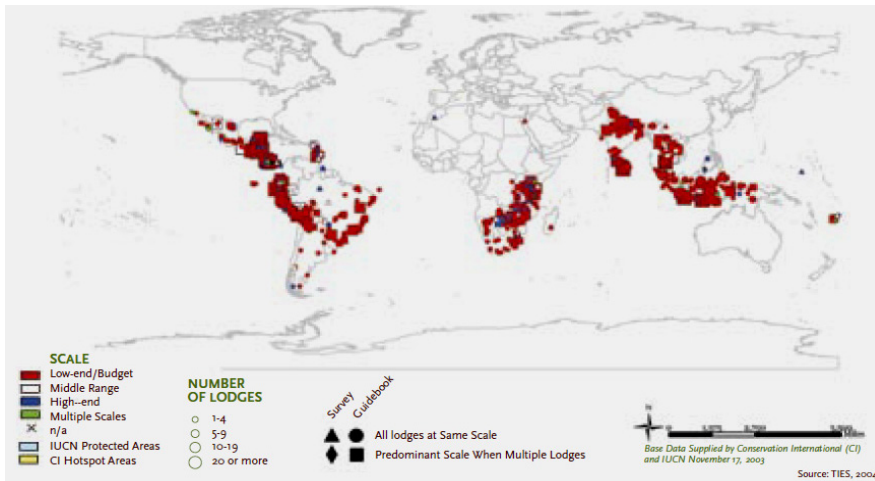 SCALE
Low-end/Budget
Middle Range
High--end
Multiple Scales
n/a
IUCN Protected Areas
CI Hotspot Areas
NUMBER
OF LODGES
1-4
5-9
10-19
20 or more
Survey
Guidebook
All lodges at Same Scale
Predominant Scale When Multiple Lodges
N
0
Base Data Supplied by Conservation International (CI)
and IUCN November 17, 2003
Source: TIES, 2004